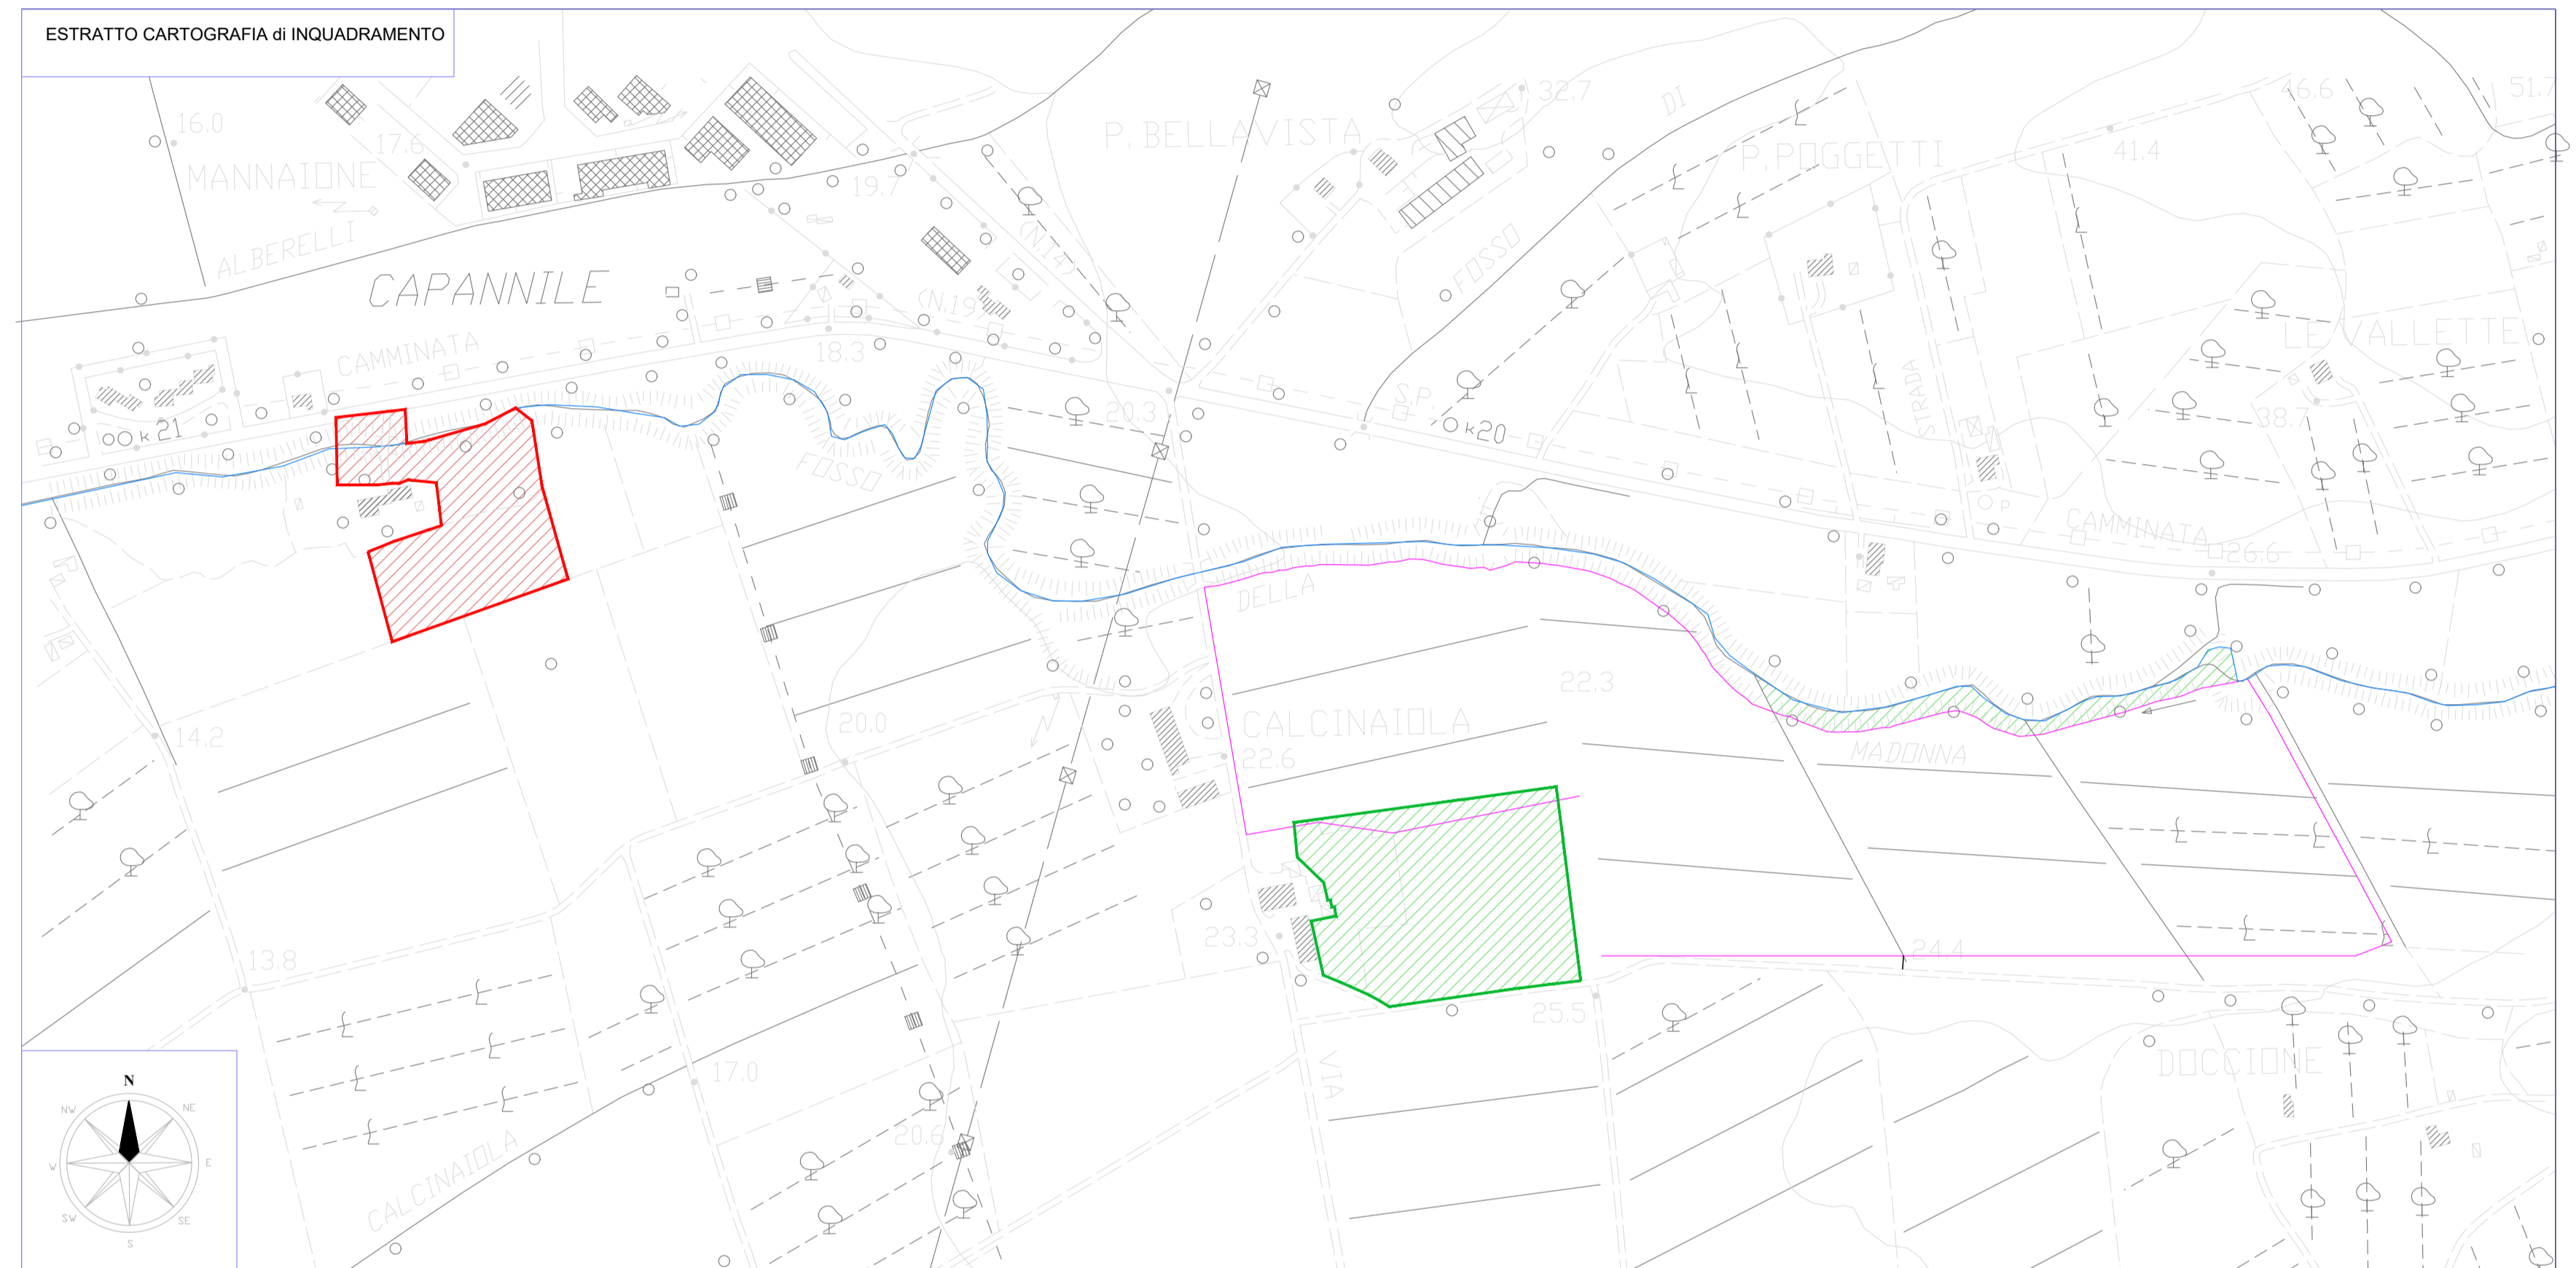 ESTRATTO CARTOGRAFIA di INQUADRAMENTO
16.0
17.6
MANNAIONE
19.7
ALBERELLI
(N.14)
CAPANNILE
(N.19)
CAMMINATA
18.3
k 21
FOSSO
P. BELLAVISTA
32.7
DI
FOSSO
P. POGGETTI
41.4
46.6
51.7
LE VALLETTE
38.7
STRADA
S.P.
k20
20.3
P
CAMMINATA
26.6
DELLA
22.3
CALCINAIOLA
22.6
MADONNA
14.2
20.0
13.8
23.3
24.4
25.5
VIA
DOCCIONE
17.0
20.6
CALCINAIOLA
N
NW
NE
W
E
SW
SE
S